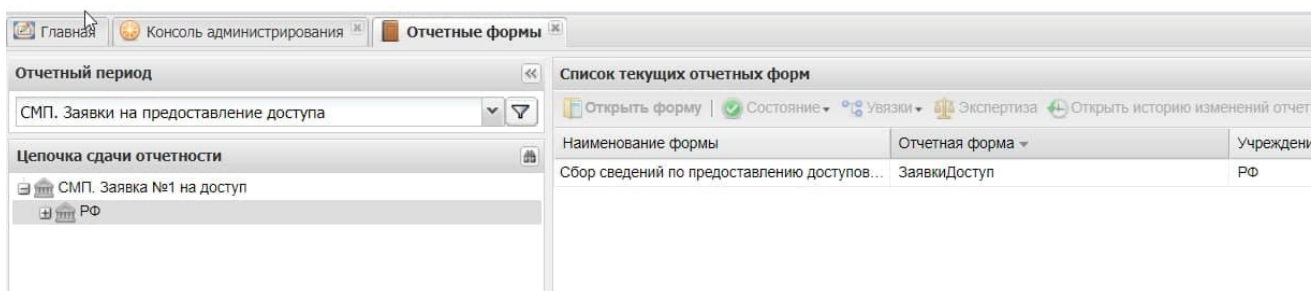 Главная Консоль администрирования Отчетные формы
Отчетный период
СМП. Заявки на предоставление доступа
Цепочка сдачи отчетности
СМП. Заявка №1 на доступ
РФ
Список текущих отчетных форм
Открыть форму | Состояние Увязки Экспертиза Открыть историю изменений отчет
Наименование формы Отчетная форма Учреждени
Сбор сведений по предоставлению доступов... ЗаявкиДоступ РФ